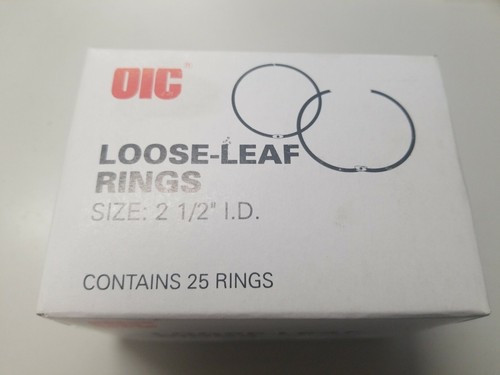 OIC
LOOSE-LEAF
RINGS
SIZE: 2 1/2" I.D.
CONTAINS 25 RINGS